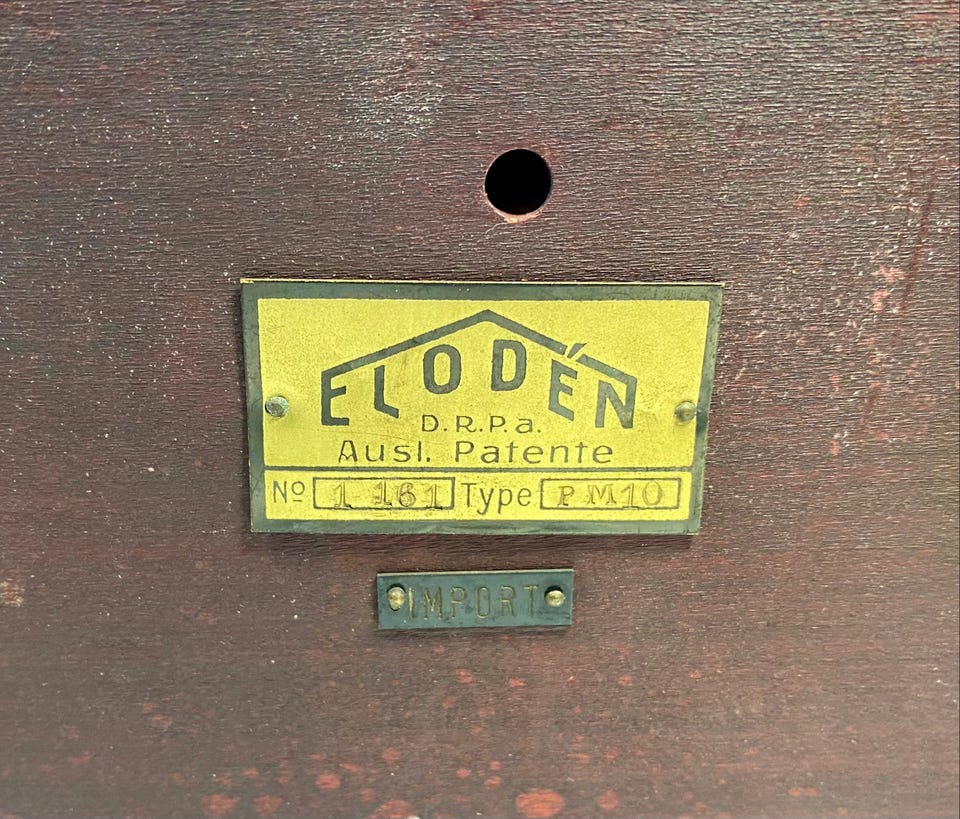 ELODÉN
D.R.P.a.
Ausl. Patente
Nº 1 161 Type PM10
IMPORT